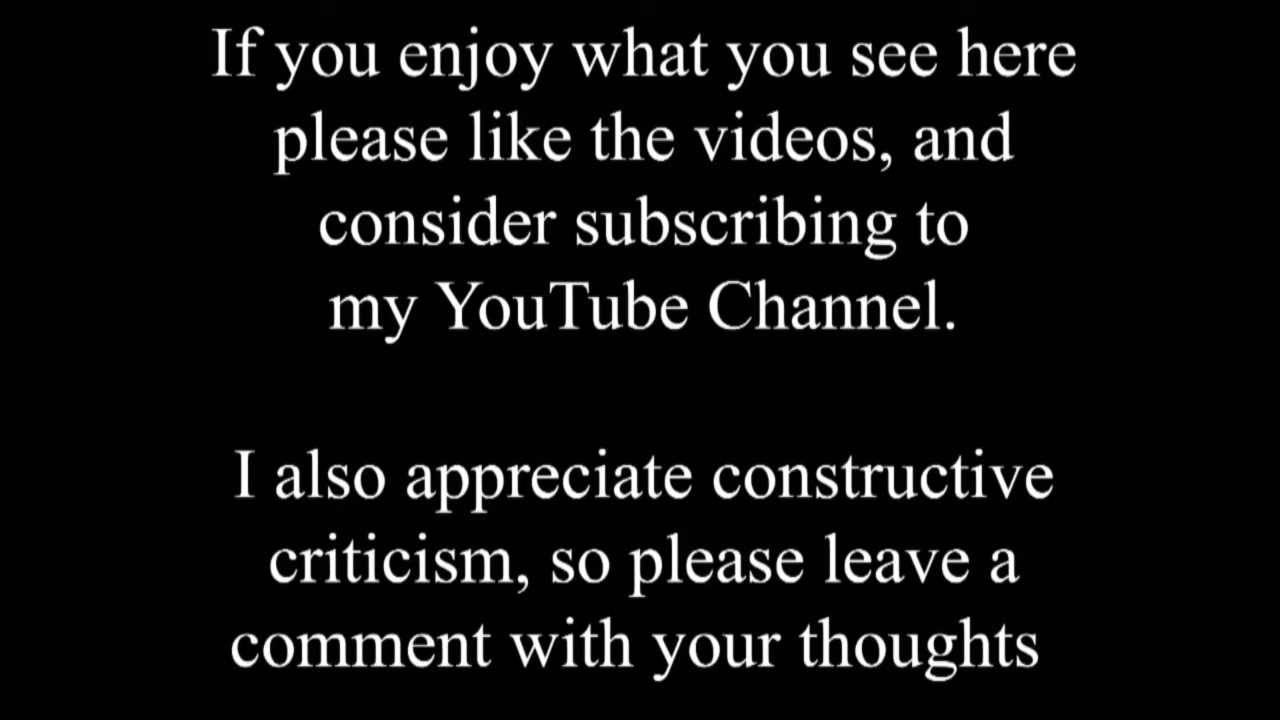 If you enjoy what you see here
please like the videos, and
consider subscribing to
my YouTube Channel.
I also appreciate constructive
criticism, so please leave a
comment with your thoughts